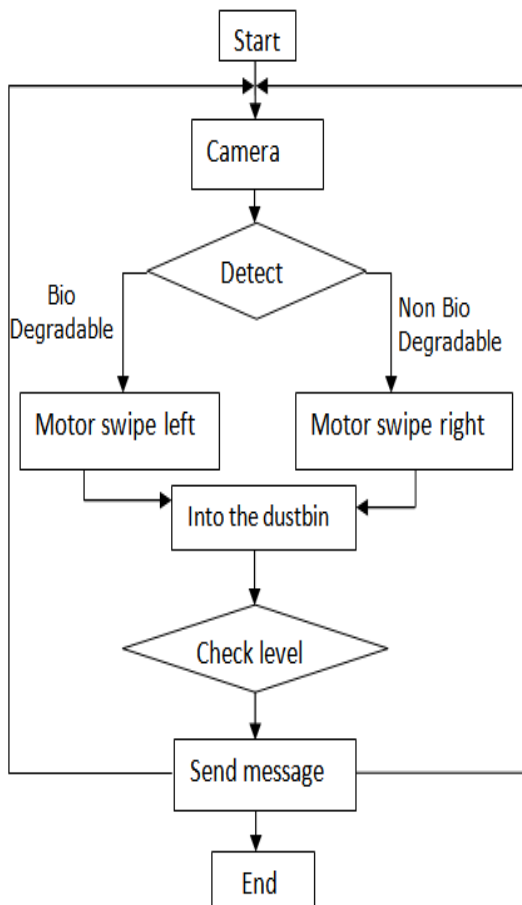 Start
Camera
Detect
Bio
Degradable
Non Bio
Degradable
Motor swipe left
Motor swipe right
Into the dustbin
Check level
Send message
End